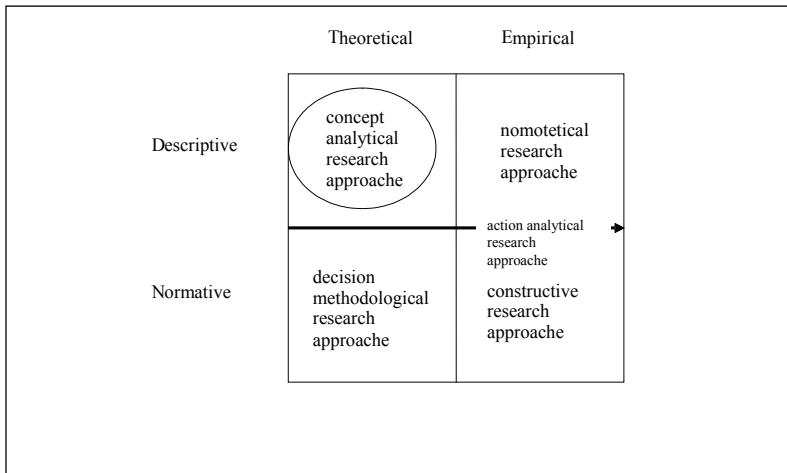 Theoretical Empirical
Descriptive
concept
analytical
research
approache
nomotetical
research
approache
action analytical
research
approache
Normative
decision
methodological
research
approache
constructive
research
approache